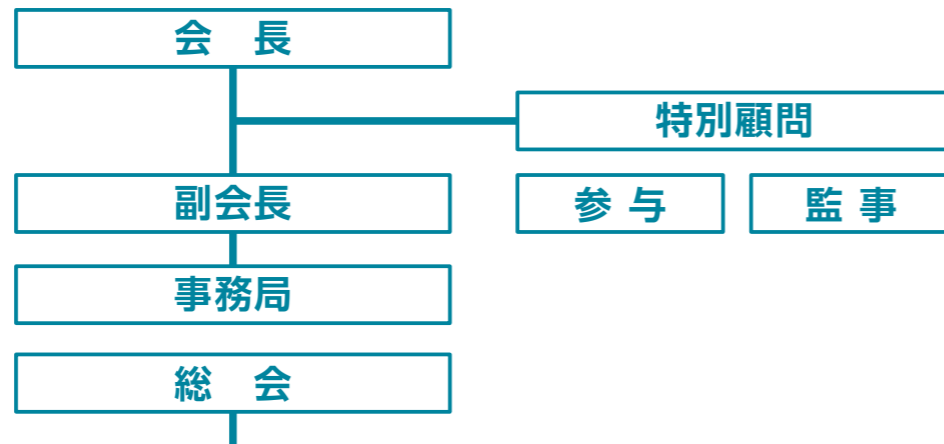 会　長
特別顧問
副会長
参 与
監 事
事務局
総　会